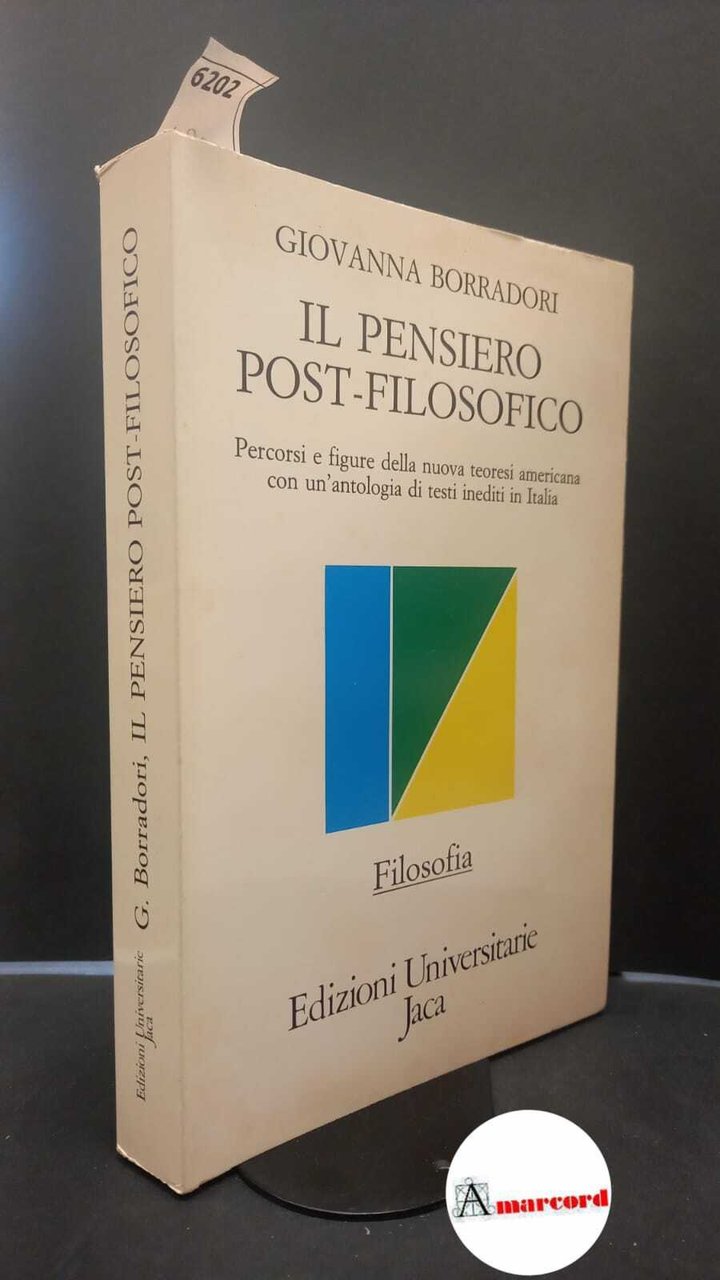 6202
GIOVANNA BORRADORI
IL PENSIERO
POST-FILOSOFICO
Percorsi e figure della nuova teoresi americana
con un'antologia di testi inediti in Italia
Filosofia
Edizioni Universitarie
Jaca
G. Borradori, IL PENSIERO POST-FILOSOFICO
Edizioni Universitarie
Jaca
Amarcord